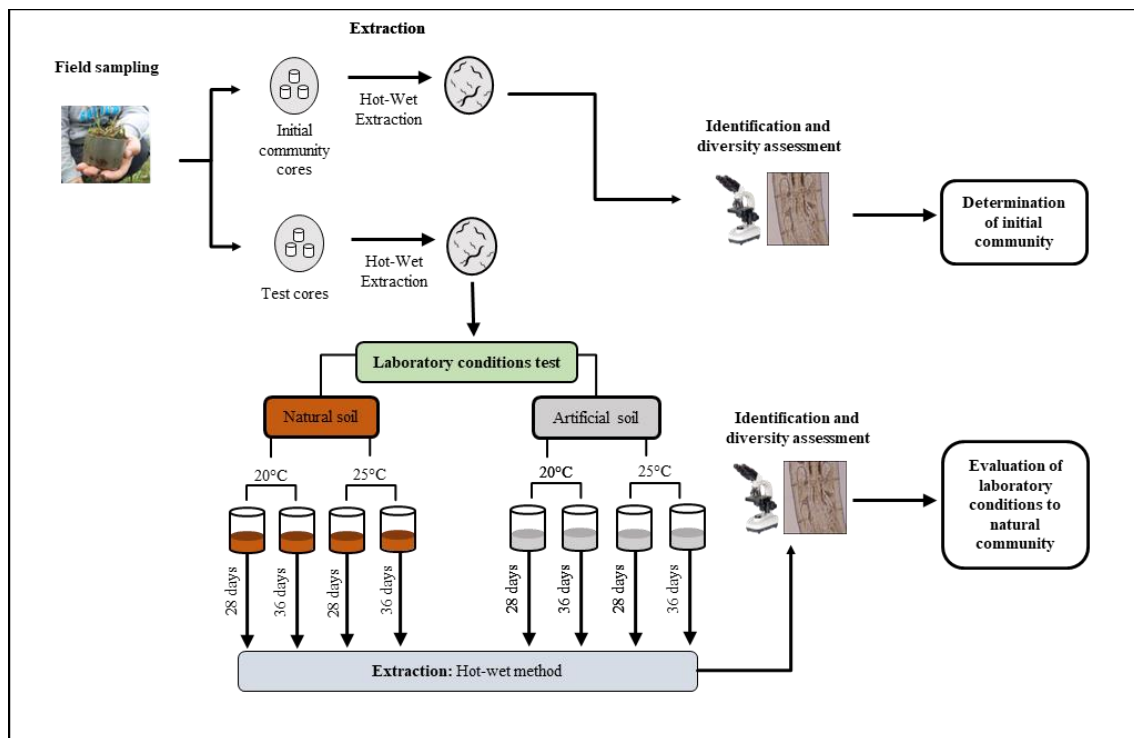 Extraction
Field sampling
Hot-Wet
Extraction
Initial
community
cores
Identification and
diversity assessment
Determination
of initial
community
Hot-Wet
Extraction
Test cores
Laboratory conditions test
Natural soil
Artificial soil
20°C
25°C
20°C
25°C
28 days
36 days
28 days
36 days
28 days
36 days
28 days
36 days
Identification and
diversity assessment
Evaluation of
laboratory
conditions to
natural
community
Extraction: Hot-wet method